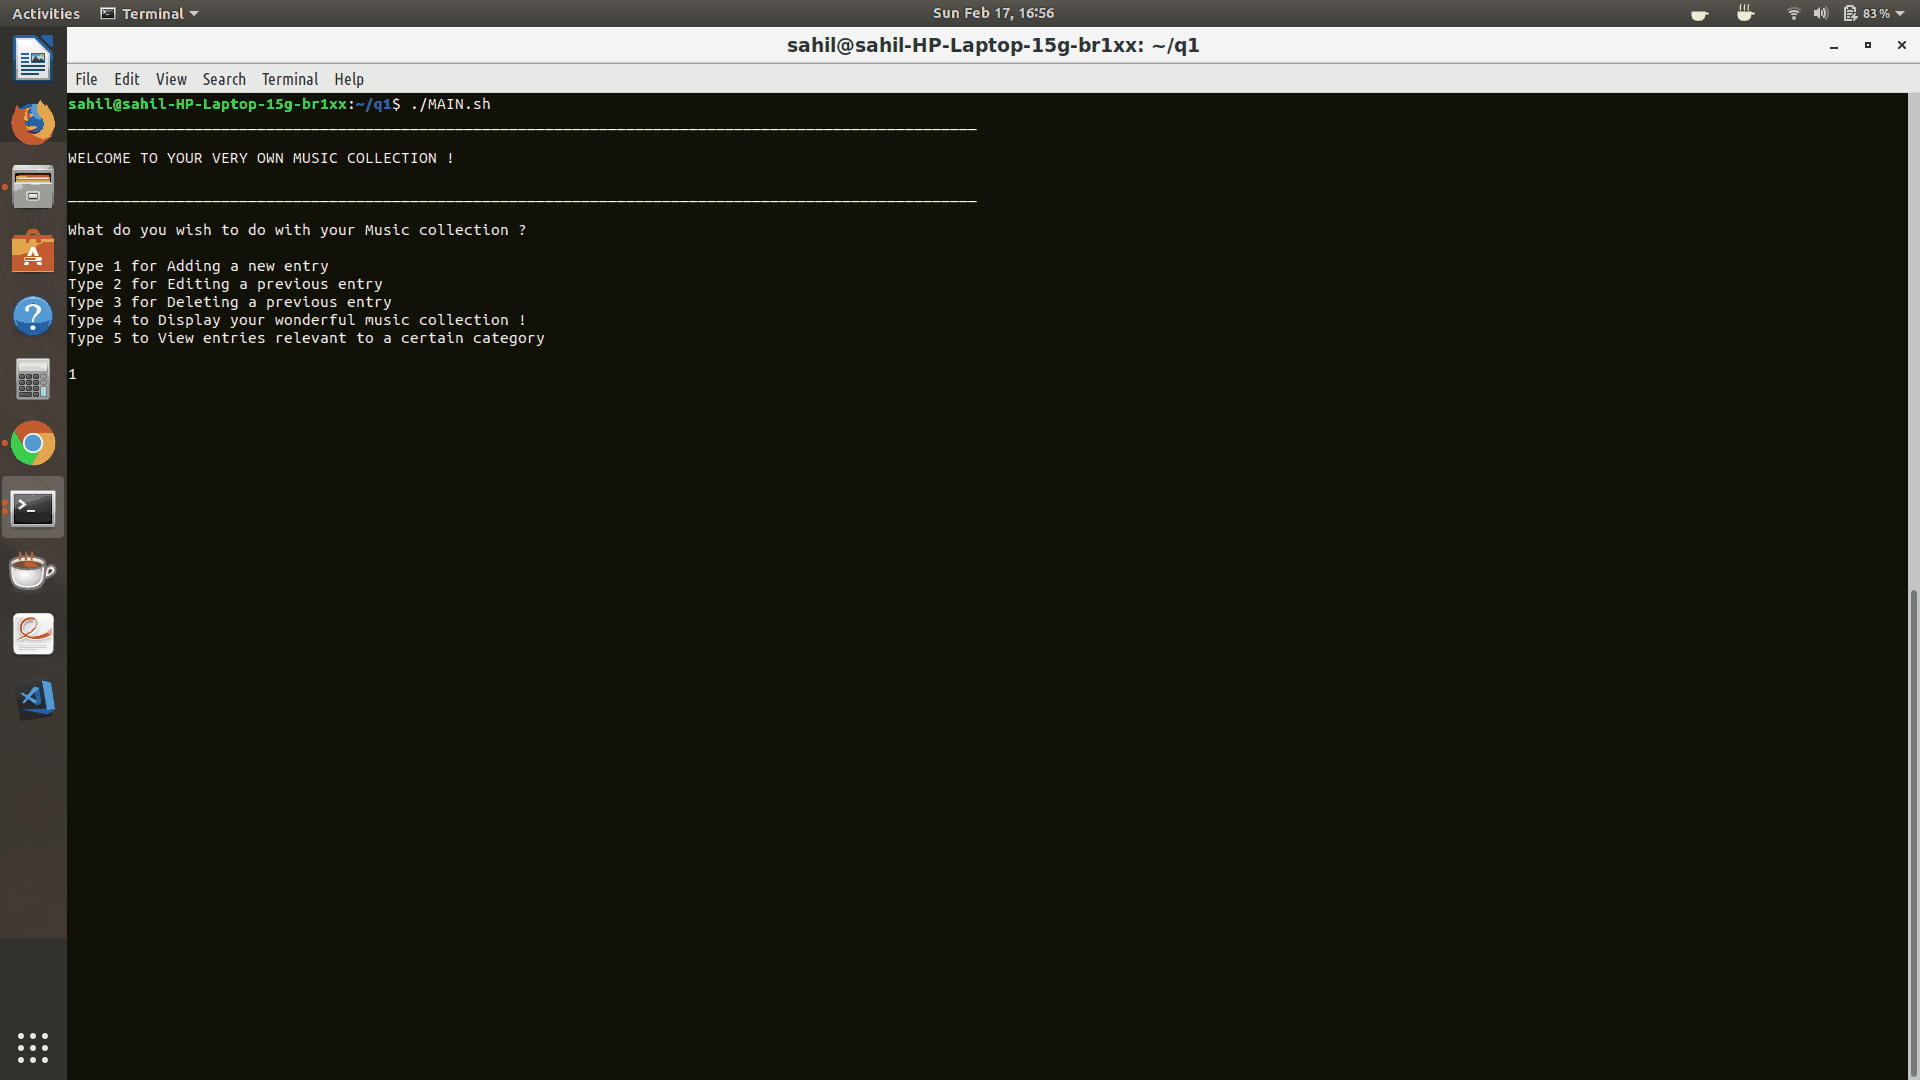 Activities Terminal Sun Feb 17, 16:56 83%
sahil@sahil-HP-Laptop-15g-br1xx: ~/q1
File Edit View Search Terminal Help
sahil@sahil-HP-Laptop-15g-br1xx:~/q1$ ./MAIN.sh
WELCOME TO YOUR VERY OWN MUSIC COLLECTION !
What do you wish to do with your Music collection ?
Type 1 for Adding a new entry
Type 2 for Editing a previous entry
Type 3 for Deleting a previous entry
Type 4 to Display your wonderful music collection !
Type 5 to View entries relevant to a certain category
1